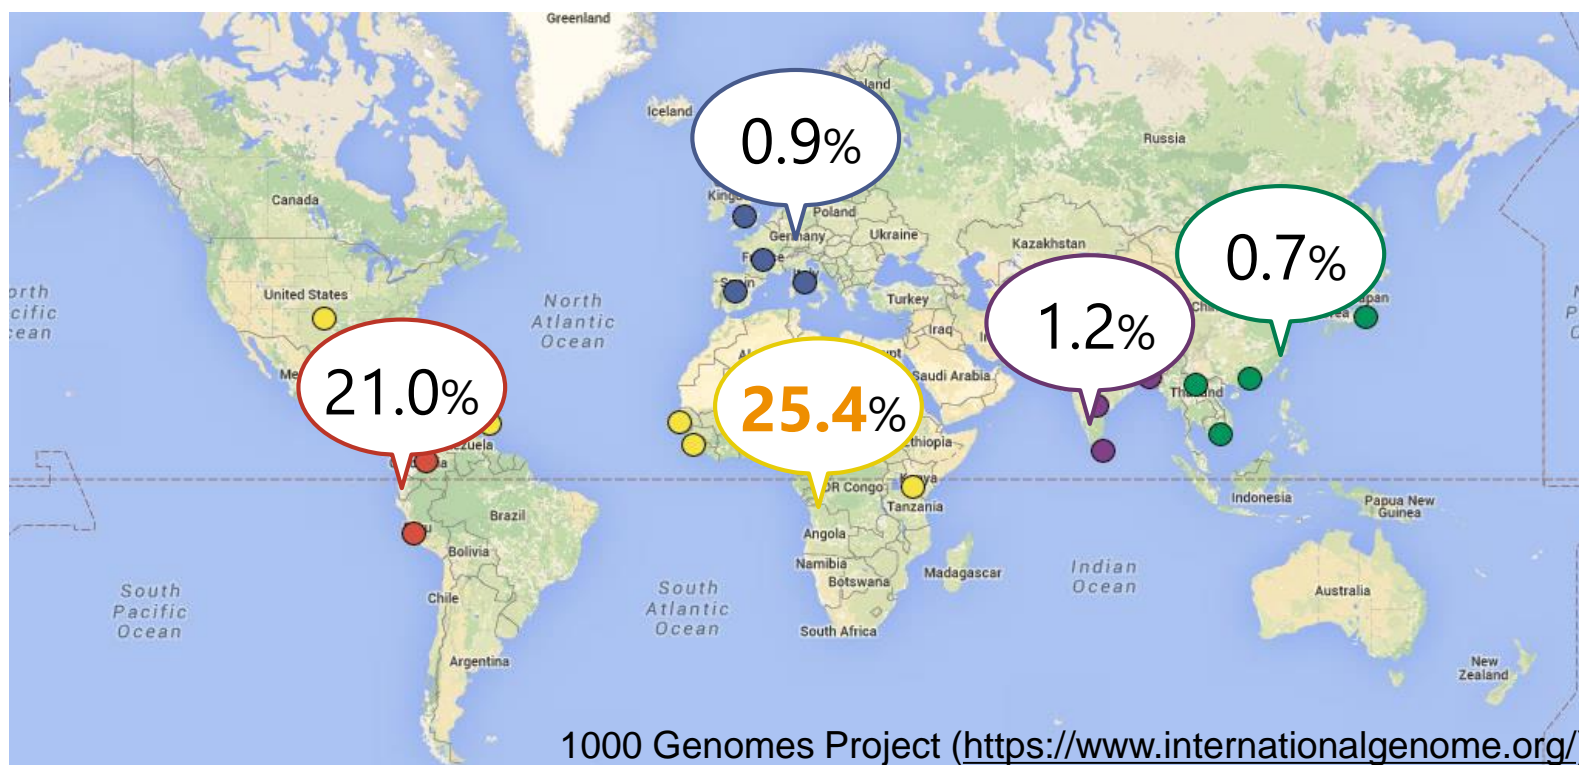 Greenland
Iceland
0.9%
Russia
Canada
Poland
Germany
Ukraine
Kazakhstan
0.7%
United States
North
Atlantic
Ocean
Turkey
Iraq
1.2%
21.0%
25.4%
Saudi Arabia
Ethiopia
DR Congo
Tanzania
Indonesia
Papua New
Guinea
Brazil
Angola
Bolivia
Namibia
Botswana
Madagascar
Indian
Ocean
South
Pacific
Ocean
Chile
South
Atlantic
Ocean
Australia
South Africa
Argentina
New
Zealand
1000 Genomes Project (https://www.internationalgenome.org/